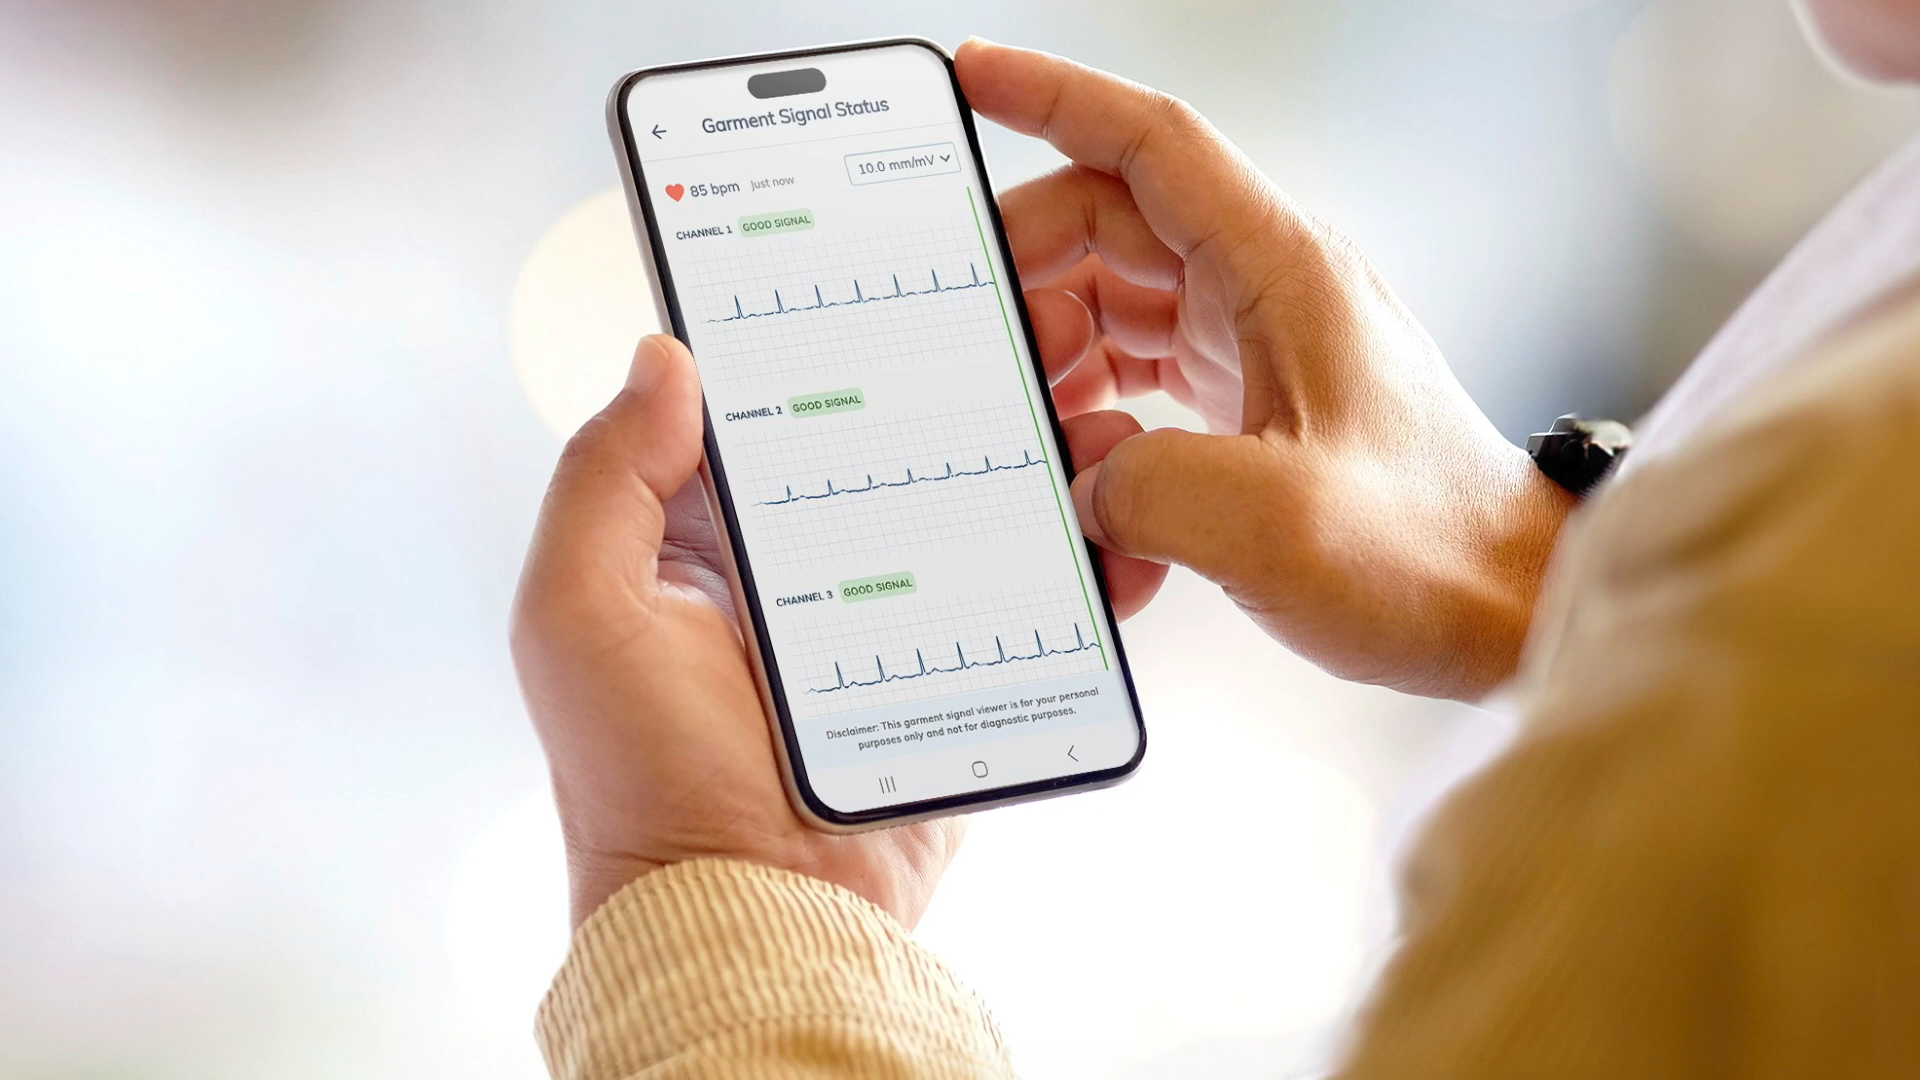 Garment Signal Status
85 bpm Just now
10.0 mm/mV
CHANNEL 1 GOOD SIGNAL
CHANNEL 2 GOOD SIGNAL
CHANNEL 3 GOOD SIGNAL
Disclaimer: This garment signal viewer is for your personal
purposes only and not for diagnostic purposes.